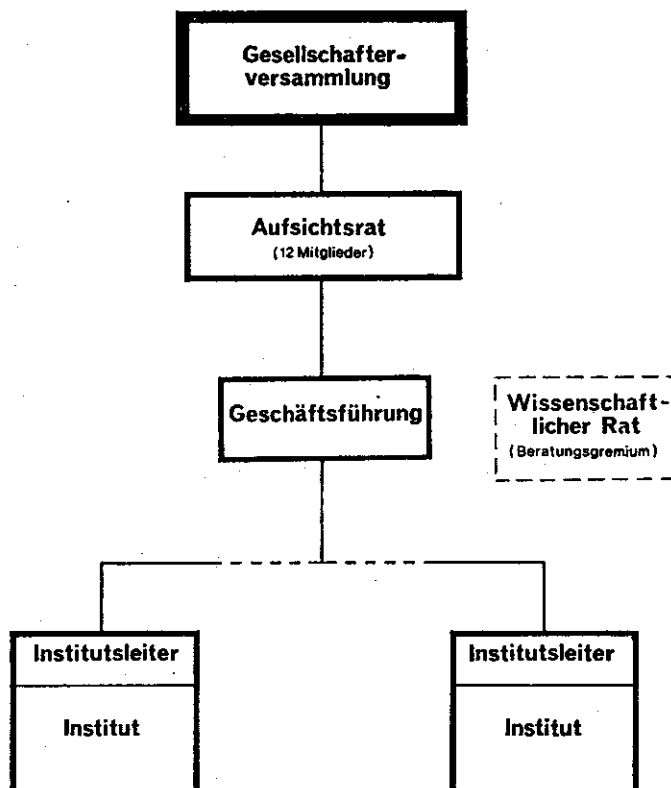 Gesellschafter-
versammlung
Aufsichtsrat
(12 Mitglieder)
Geschäftsführung
Wissenschaft-
licher Rat
(Beratungsgremium)
Institutsleiter
Institutsleiter
Institut
Institut